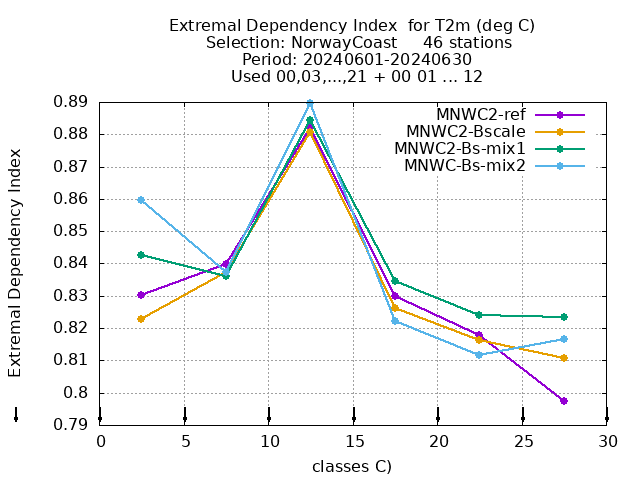 Extremal Dependency Index  for T2m (deg C)
Selection: NorwayCoast     46 stations
Period: 20240601-20240630
Used 00,03,...,21 + 00 01 ... 12
MNWC2-ref
MNWC2-Bscale
MNWC2-Bs-mix1
MNWC-Bs-mix2
Extremal Dependency Index
0.89
0.88
0.87
0.86
0.85
0.84
0.83
0.82
0.81
0.8
0.79
0 5 10 15 20 25 30
classes C)